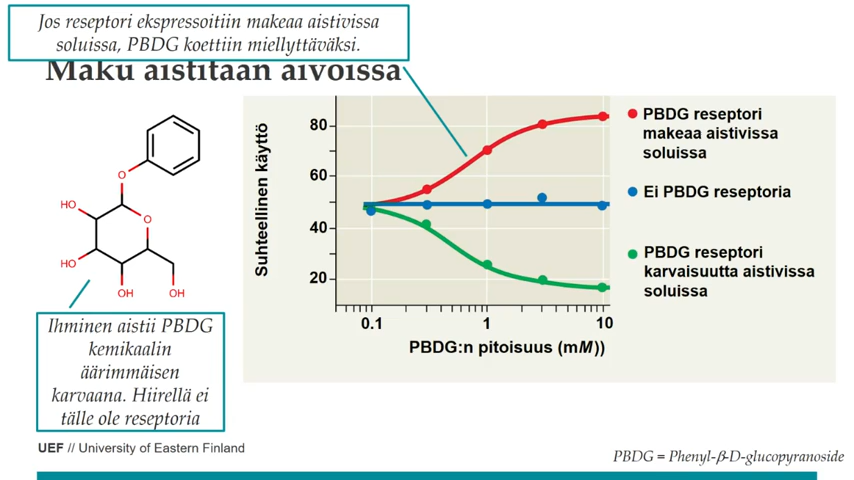 Jos reseptori ekspressoitiin makeaa aistivissa
soluissa, PBDG koettiin miellyttäväksi.
Maku aistitaan aivoissa
HO
O
O
HO
OH
OH
Ihminen aistii PBDG
kemikaalin
äärimmäisen
karvaana. Hiirellä ei
tälle ole reseptoria
Suhteellinen käyttö
80
60
40
20
0.1
1
10
PBDG:n pitoisuus (mM))
PBDG reseptori
makeaa aistivissa
soluissa
Ei PBDG reseptoria
PBDG reseptori
karvaisuutta aistivissa
soluissa
UEF // University of Eastern Finland
PBDG = Phenyl-β-D-glucopyranoside